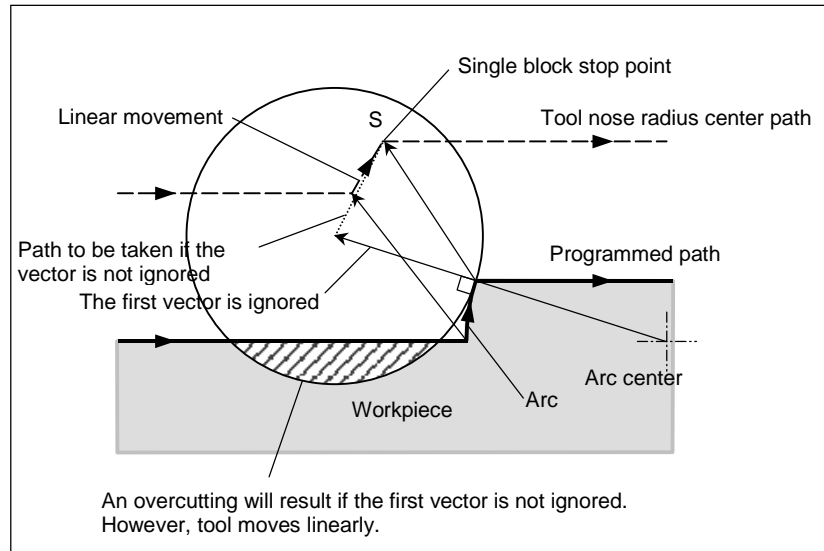 Single block stop point
Linear movement
S
Tool nose radius center path
Path to be taken if the
vector is not ignored
Programmed path
The first vector is ignored
Arc center
Workpiece
Arc
An overcutting will result if the first vector is not ignored.
However, tool moves linearly.